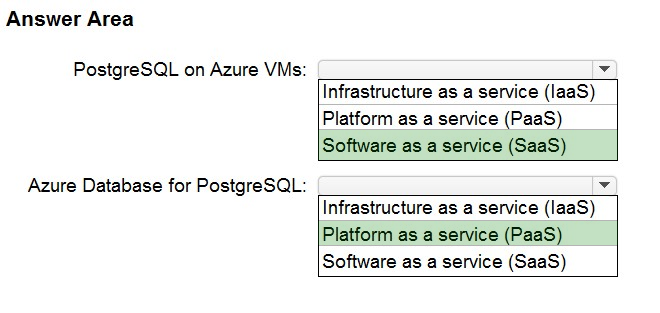 Answer Area
PostgreSQL on Azure VMs:
Infrastructure as a service (IaaS)
Platform as a service (PaaS)
Software as a service (SaaS)
Azure Database for PostgreSQL:
Infrastructure as a service (IaaS)
Platform as a service (PaaS)
Software as a service (SaaS)